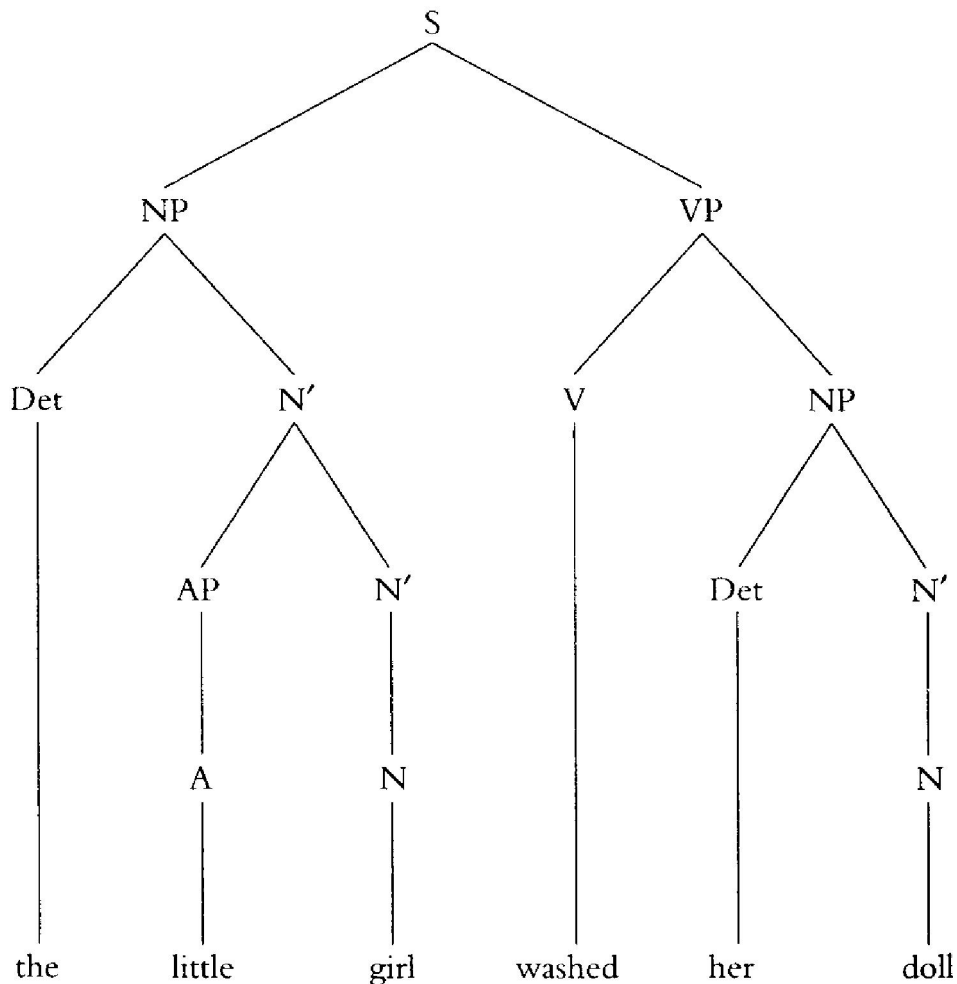 S
NP VP
Det N′ V NP
AP N′ Det N′
A N N
the little girl washed her doll